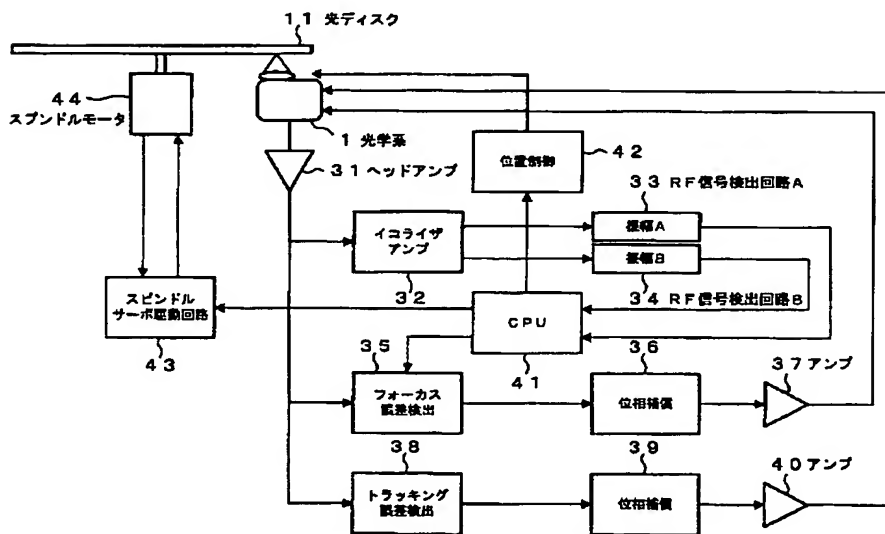 11 光ディスク
44
スプンドルモータ
1 光学系
31 ヘッドアンプ
位置制御
42
33 RF信号検出回路A
イコライザ
アンプ
32
振幅A
振幅B
34 RF信号検出回路B
スピンドル
サーボ駆動回路
43
CPU
41
35
フォーカス
誤差検出
36
位相補償
37 アンプ
38
トラッキング
誤差検出
39
位相補償
40 アンプ